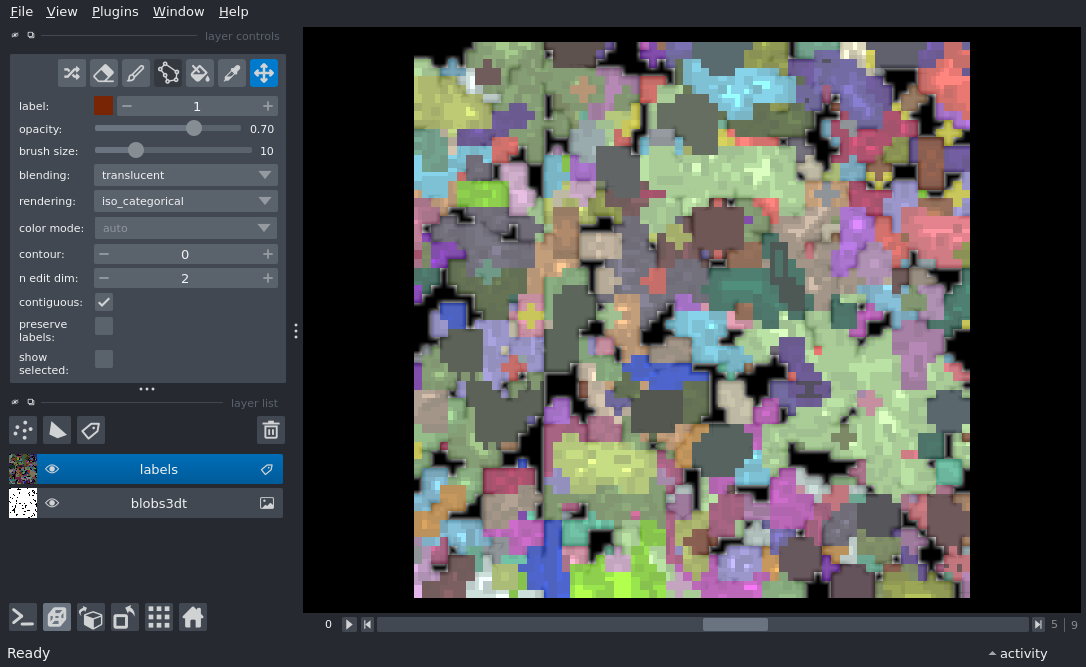 File View Plugins Window Help
layer controls
label: 1
opacity: 0.70
brush size: 10
blending: translucent
rendering: iso_categorical
color mode: auto
contour: 0
n edit dim: 2
contiguous:
preserve
labels:
show
selected:
layer list
labels
blobs3dt
0 5 | 9
Ready activity